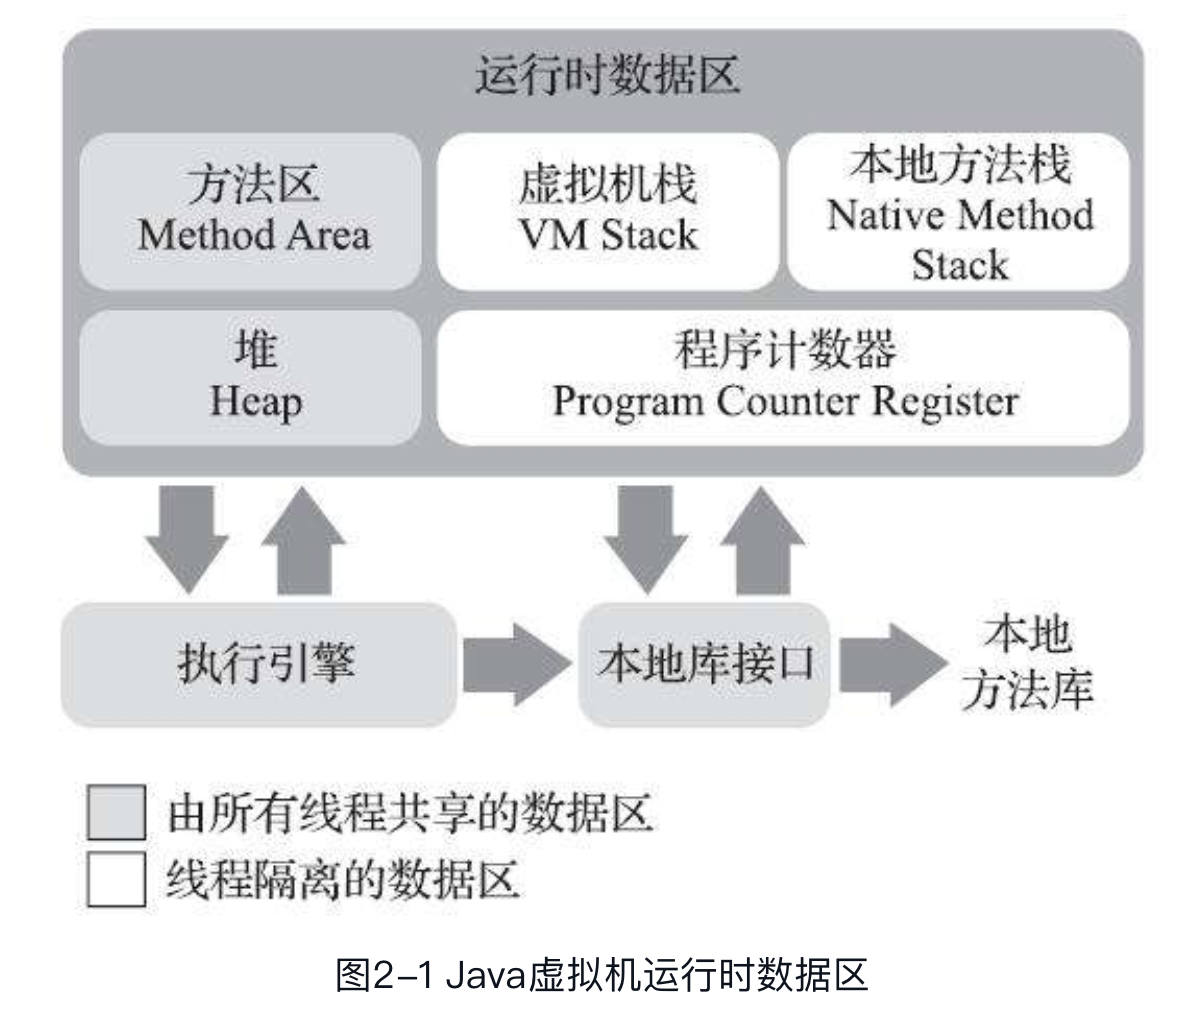 运行时数据区
方法区
Method Area
虚拟机栈
VM Stack
本地方法栈
Native Method
Stack
堆
Heap
程序计数器
Program Counter Register
执行引擎
本地库接口
本地
方法库
由所有线程共享的数据区
线程隔离的数据区
图2-1 Java虚拟机运行时数据区